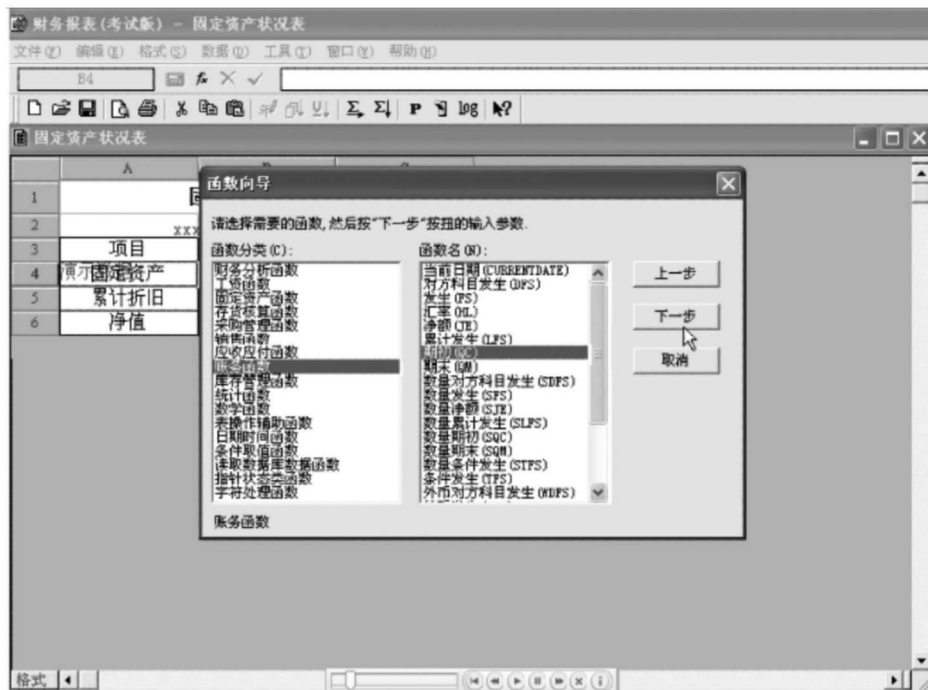 财务报表(考试版) - 固定资产状况表
文件(F) 编辑(E) 格式(S) 数据(D) 工具(T) 窗口(W) 帮助(H)
B4
Σ P log
固定资产状况表
A
1
2 xxx
3 项目
4 演示 固定资产
5 累计折旧
6 净值
函数向导
请选择需要的函数,然后按"下一步"按扭的输入参数.
函数分类(C):
财务分析函数
工资函数
固定资产函数
存货核算函数
采购管理函数
销售函数
应收应付函数
账务函数
库存管理函数
统计函数
数学函数
表操作辅助函数
日期时间函数
条件取值函数
读取数据库数据函数
指针状态类函数
字符处理函数
函数名(N):
当前日期(CURRENTDATE)
对方科目发生(DFS)
发生(FS)
汇率(HL)
净额(JE)
累计发生(LFS)
期初(QC)
期末(QM)
数量对方科目发生(SDFS)
数量发生(SFS)
数量净额(SJE)
数量累计发生(SLFS)
数量期初(SQC)
数量期末(SQM)
数量条件发生(STFS)
条件发生(TFS)
外币对方科目发生(WDFS)
上一步
下一步
取消
账务函数
格式